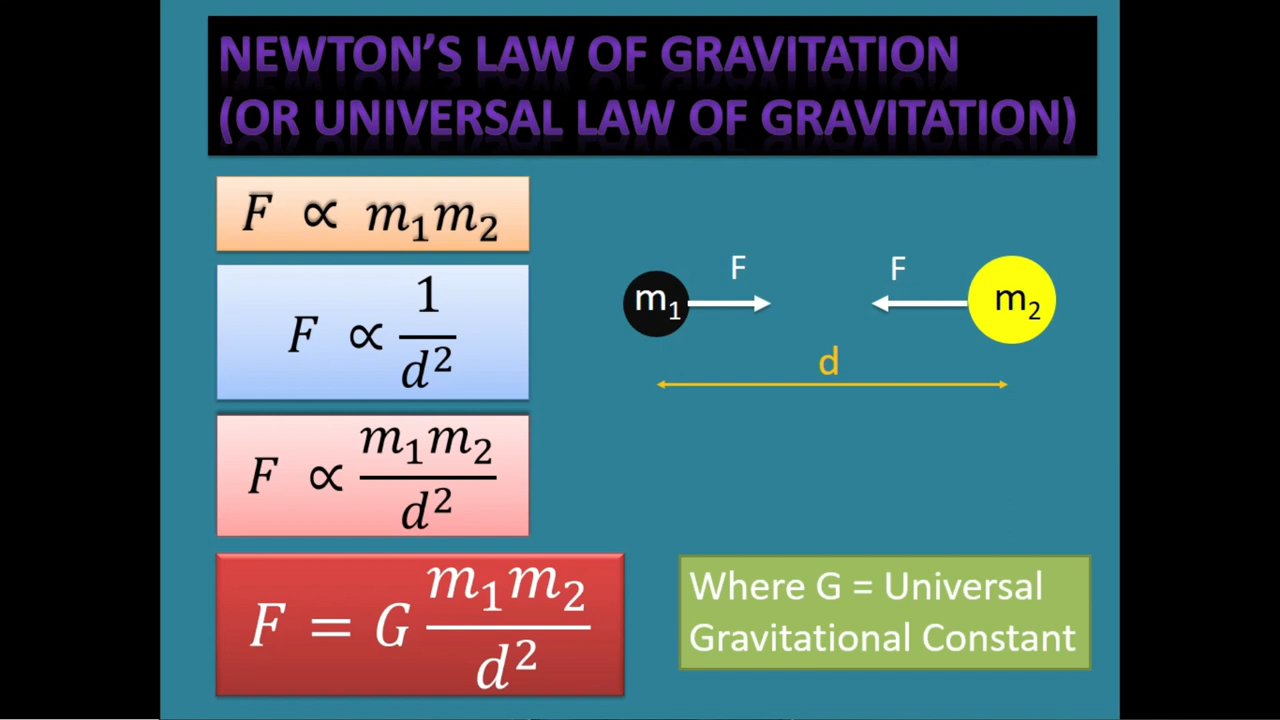 NEWTON'S LAW OF GRAVITATION
(OR UNIVERSAL LAW OF GRAVITATION)
F ∝ m₁m₂
F ∝ 1/d²
F ∝ m₁m₂/d²
F = G m₁m₂/d²
F
F
m₁
m₂
d
Where G = Universal
Gravitational Constant